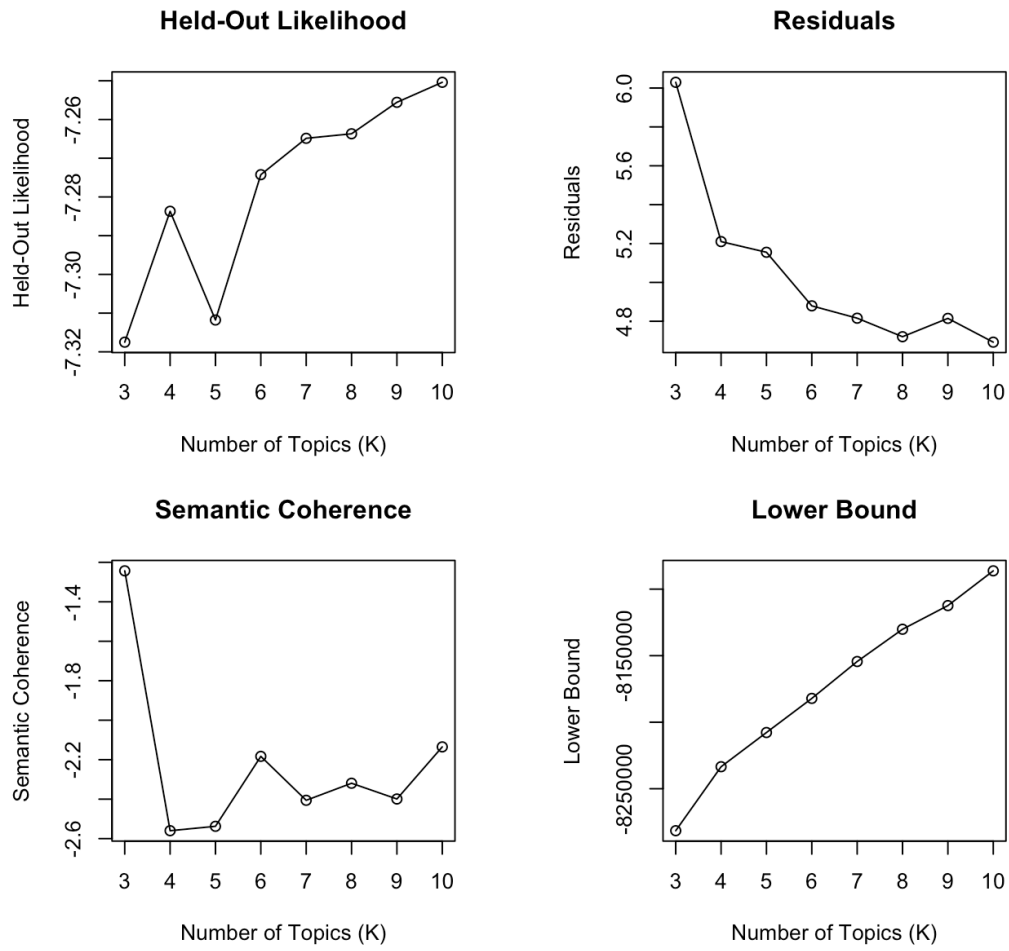 Held-Out Likelihood
Held-Out Likelihood
-7.26
-7.28
-7.30
-7.32
3 4 5 6 7 8 9 10
Number of Topics (K)
Residuals
Residuals
6.0
5.6
5.2
4.8
3 4 5 6 7 8 9 10
Number of Topics (K)
Semantic Coherence
Semantic Coherence
-1.4
-1.8
-2.2
-2.6
3 4 5 6 7 8 9 10
Number of Topics (K)
Lower Bound
Lower Bound
-8150000
-8250000
3 4 5 6 7 8 9 10
Number of Topics (K)